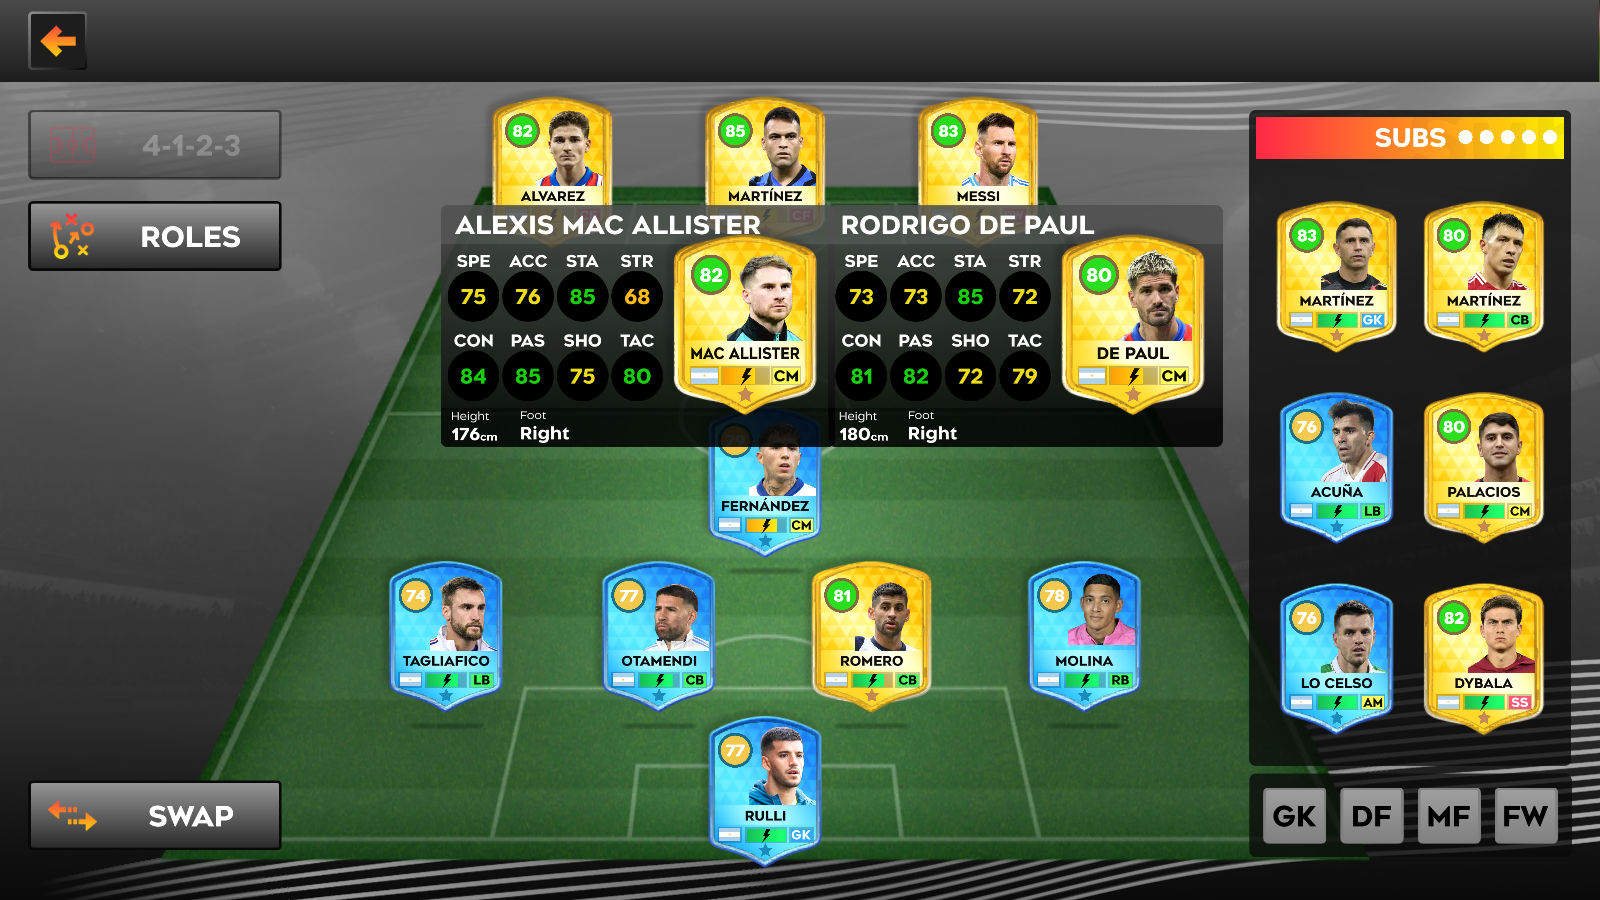 4-1-2-3
ROLES
SWAP
82
ALVAREZ
85
MARTÍNEZ
CF
83
MESSI
ALEXIS MAC ALLISTER
SPE ACC STA STR
75 76 85 68
CON PAS SHO TAC
84 85 75 80
Height Foot
176cm Right
82
MAC ALLISTER
CM
RODRIGO DE PAUL
SPE ACC STA STR
73 73 85 72
CON PAS SHO TAC
81 82 72 79
Height Foot
180cm Right
80
DE PAUL
CM
79
FERNÁNDEZ
CM
74
TAGLIAFICO
LB
77
OTAMENDI
CB
81
ROMERO
CB
78
MOLINA
RB
77
RULLI
GK
SUBS
83
MARTÍNEZ
GK
80
MARTÍNEZ
CB
76
ACUÑA
LB
80
PALACIOS
CM
76
LO CELSO
AM
82
DYBALA
SS
GK DF MF FW